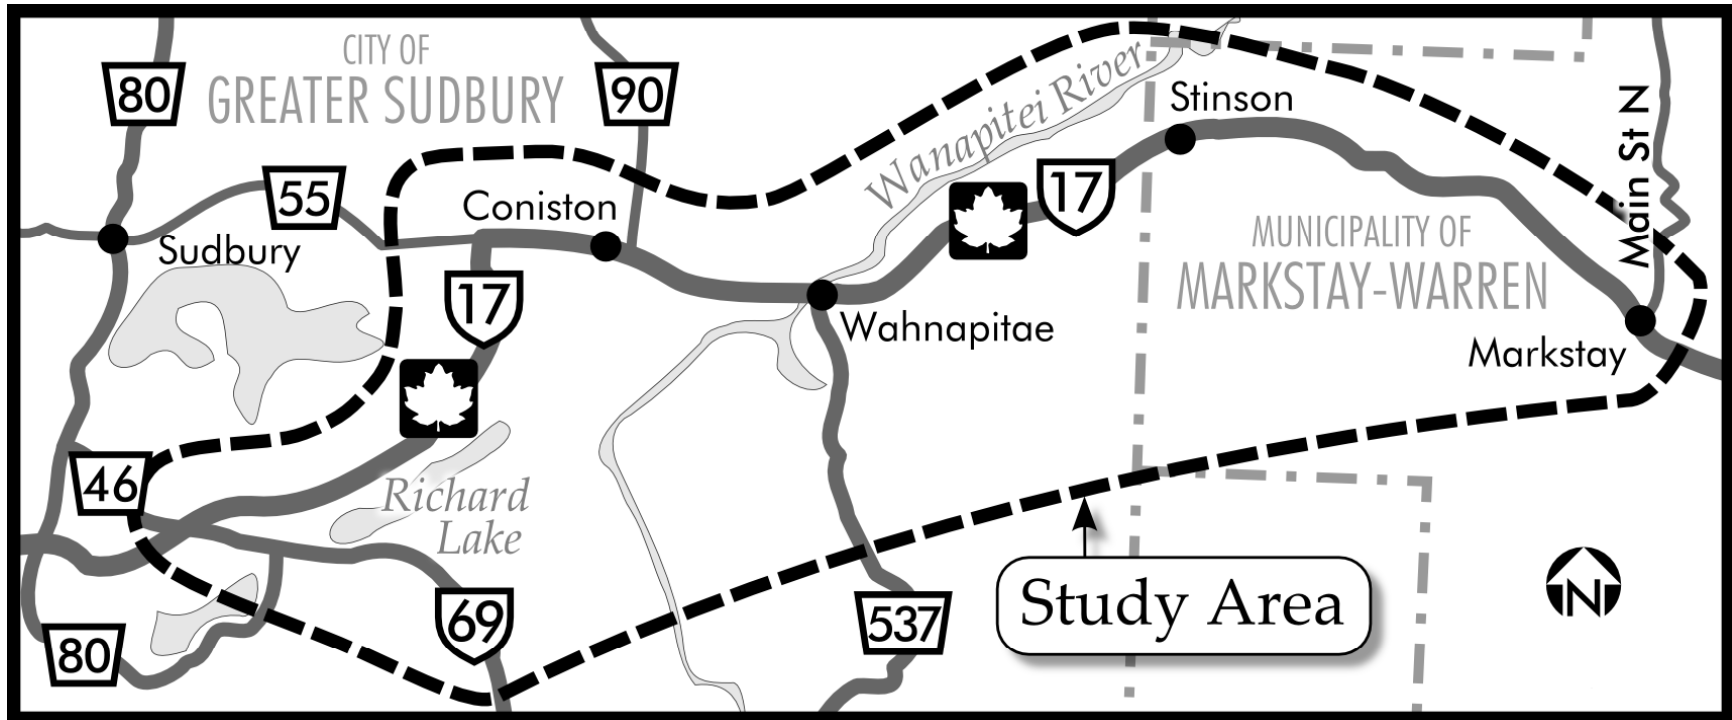 CITY OF
GREATER SUDBURY
80
90
Wanapitei River
Stinson
Main St N
55
17
Coniston
Sudbury
MUNICIPALITY OF
MARKSTAY-WARREN
17
Wahnapitae
Markstay
46
Richard
Lake
Study Area
N
69
537
80